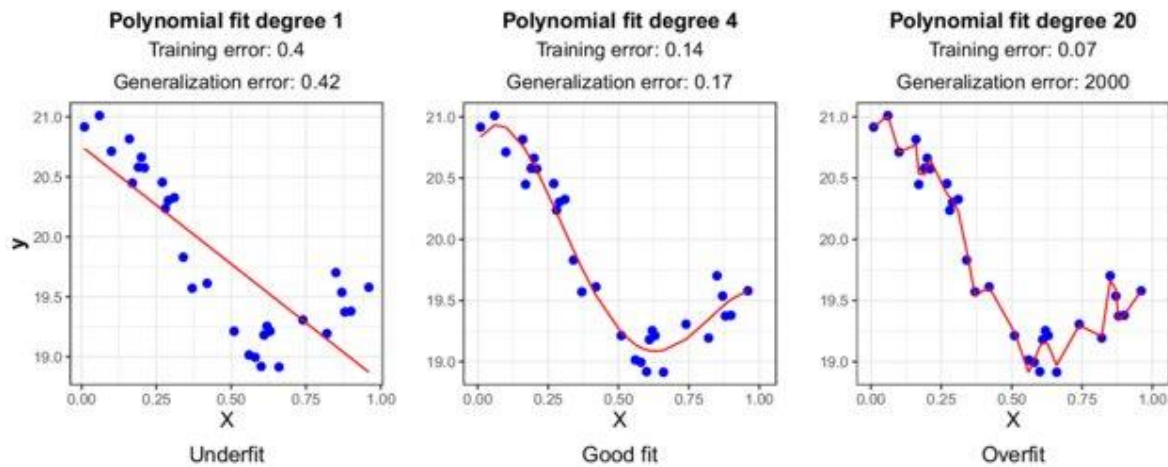 Polynomial fit degree 1
Training error: 0.4
Generalization error: 0.42
21.0
20.5
20.0
19.5
19.0
y
0.00 0.25 0.50 0.75 1.00
X
Underfit
Polynomial fit degree 4
Training error: 0.14
Generalization error: 0.17
21.0
20.5
20.0
19.5
19.0
0.00 0.25 0.50 0.75 1.00
X
Good fit
Polynomial fit degree 20
Training error: 0.07
Generalization error: 2000
21.0
20.5
20.0
19.5
19.0
0.00 0.25 0.50 0.75 1.00
X
Overfit